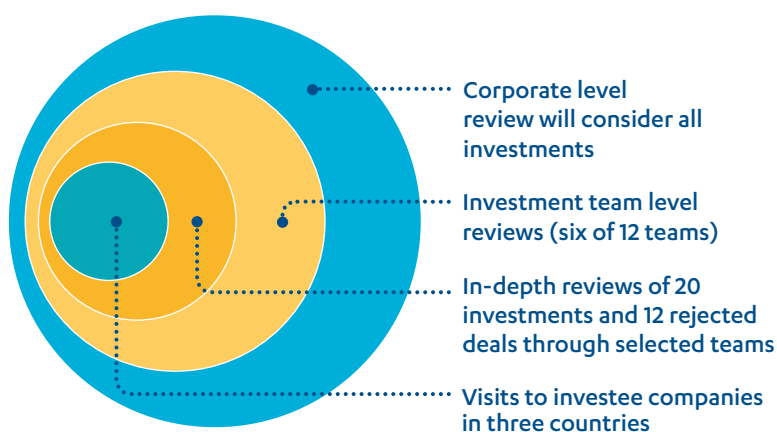 Corporate level
review will consider all
investments
Investment team level
reviews (six of 12 teams)
In-depth reviews of 20
investments and 12 rejected
deals through selected teams
Visits to investee companies
in three countries